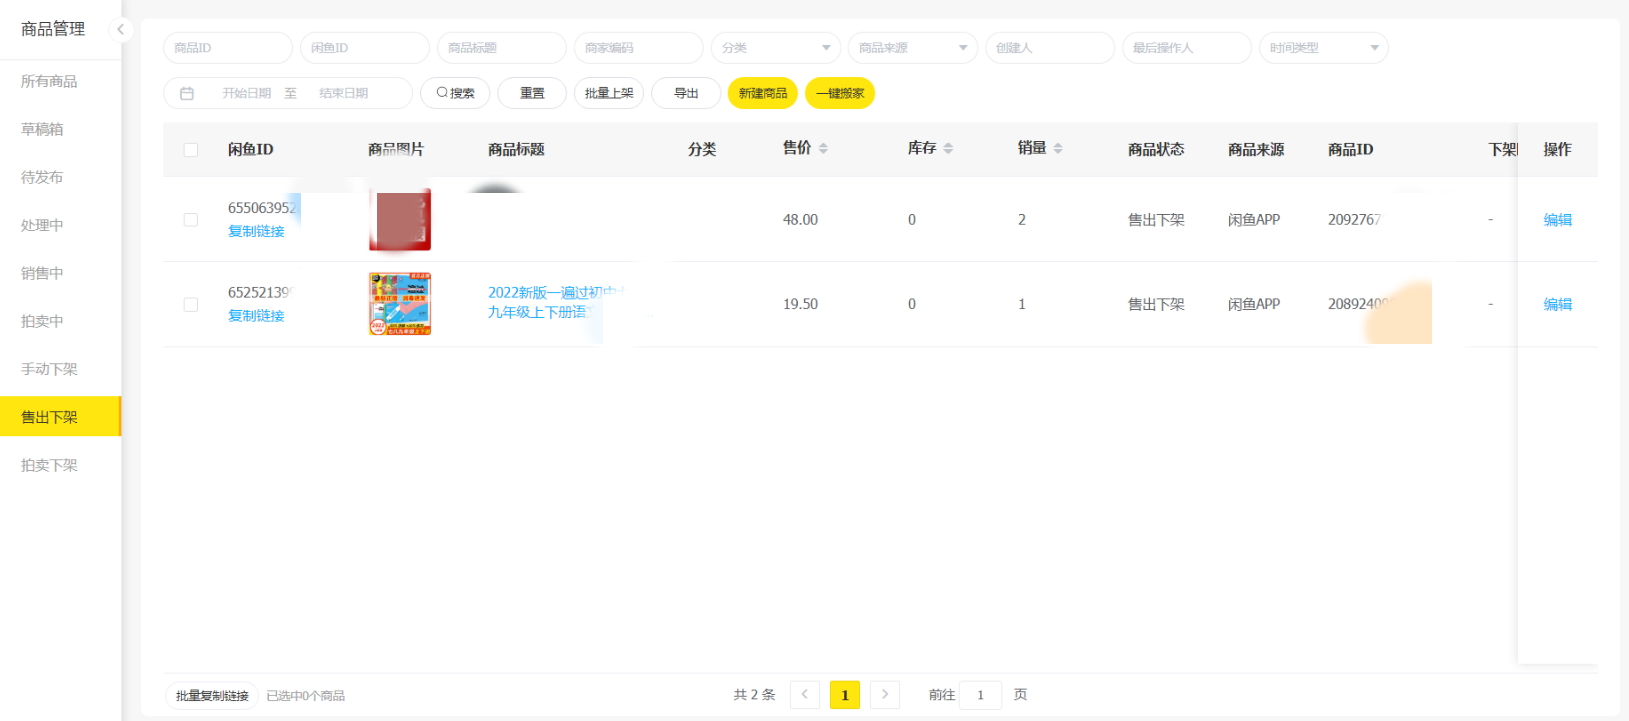 商品管理
所有商品
草稿箱
待发布
处理中
销售中
拍卖中
手动下架
售出下架
拍卖下架
商品ID
闲鱼ID
商品标题
商家编码
分类
商品来源
创建人
最后操作人
时间类型
开始日期 至 结束日期
搜索
重置
批量上架
导出
新建商品
一键搬家
闲鱼ID 商品图片 商品标题 分类 售价 库存 销量 商品状态 商品来源 商品ID 下架 操作
655063952 48.00 0 2 售出下架 闲鱼APP 2092767 - 编辑
复制链接
652521399 2022新版一遍过初中 19.50 0 1 售出下架 闲鱼APP 20892409 - 编辑
复制链接 九年级上下册语文
批量复制链接 已选中0个商品 共 2 条 1 前往 1 页